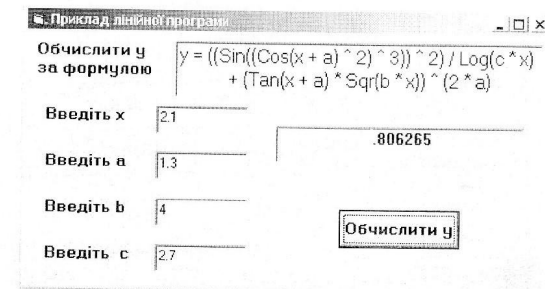 Приклад лінійної програми
Обчислити y
за формулою
y = ((Sin((Cos(x + a) ^ 2) ^ 3)) ^ 2) / Log(c * x)
+ (Tan(x + a) * Sqr(b * x)) ^ (2 * a)
Введіть x
2.1
.806265
Введіть a
1.3
Введіть b
4
Обчислити y
Введіть c
2.7